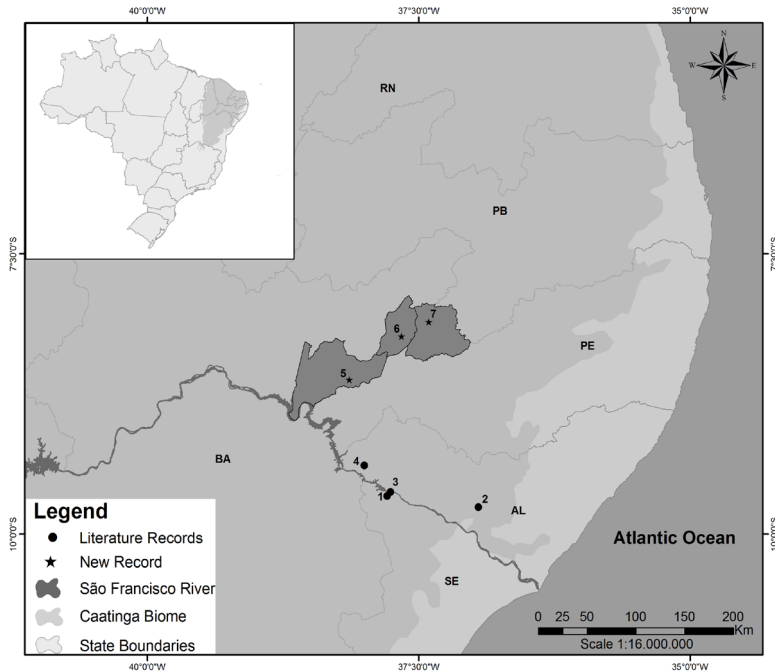 40°0'0"W 37°30'0"W 35°0'0"W
N
W E
S
RN
PB
7°30'0"S 7°30'0"S
7
6
PE
5
BA
4
3
1
2
AL
10°0'0"S 10°0'0"S
SE
Atlantic Ocean
Legend
Literature Records
New Record
São Francisco River
Caatinga Biome
State Boundaries
0 25 50 100 150 200
Km
Scale 1:16.000.000
40°0'0"W 37°30'0"W 35°0'0"W